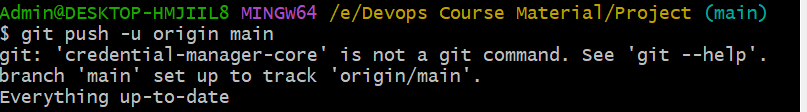 Admin@DESKTOP-HMJIIL8 MINGW64 /e/Devops Course Material/Project (main)
$ git push -u origin main
git: 'credential-manager-core' is not a git command. See 'git --help'.
branch 'main' set up to track 'origin/main'.
Everything up-to-date